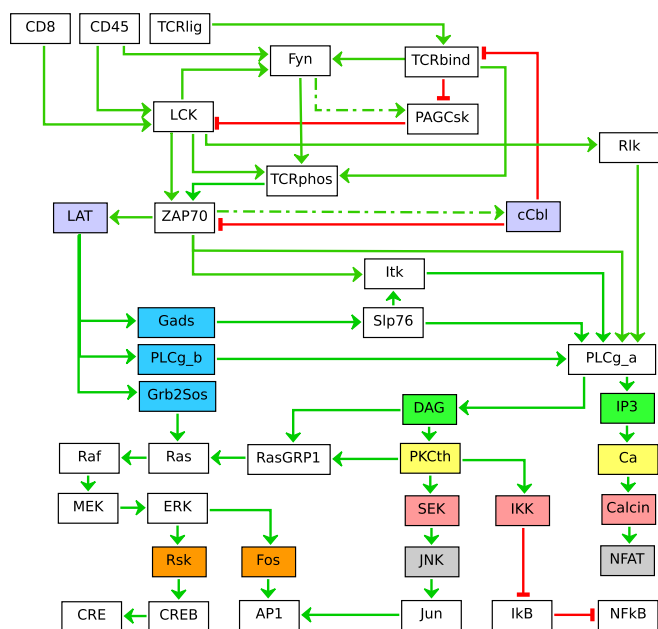 CD8
CD45
TCRlig
Fyn
TCRbind
LCK
PAGCsk
Rlk
TCRphos
LAT
ZAP70
cCbl
Itk
Gads
Slp76
PLCg_b
PLCg_a
Grb2Sos
DAG
IP3
Raf
Ras
RasGRP1
PKCth
Ca
MEK
ERK
SEK
IKK
Calcin
Rsk
Fos
JNK
NFAT
CRE
CREB
AP1
Jun
IkB
NFkB